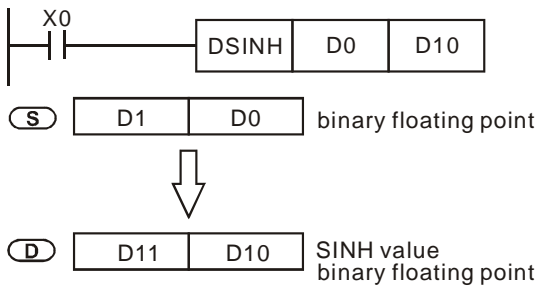 X0
DSINH D0 D10
S D1 D0 binary floating point
D D11 D10 SINH value
binary floating point